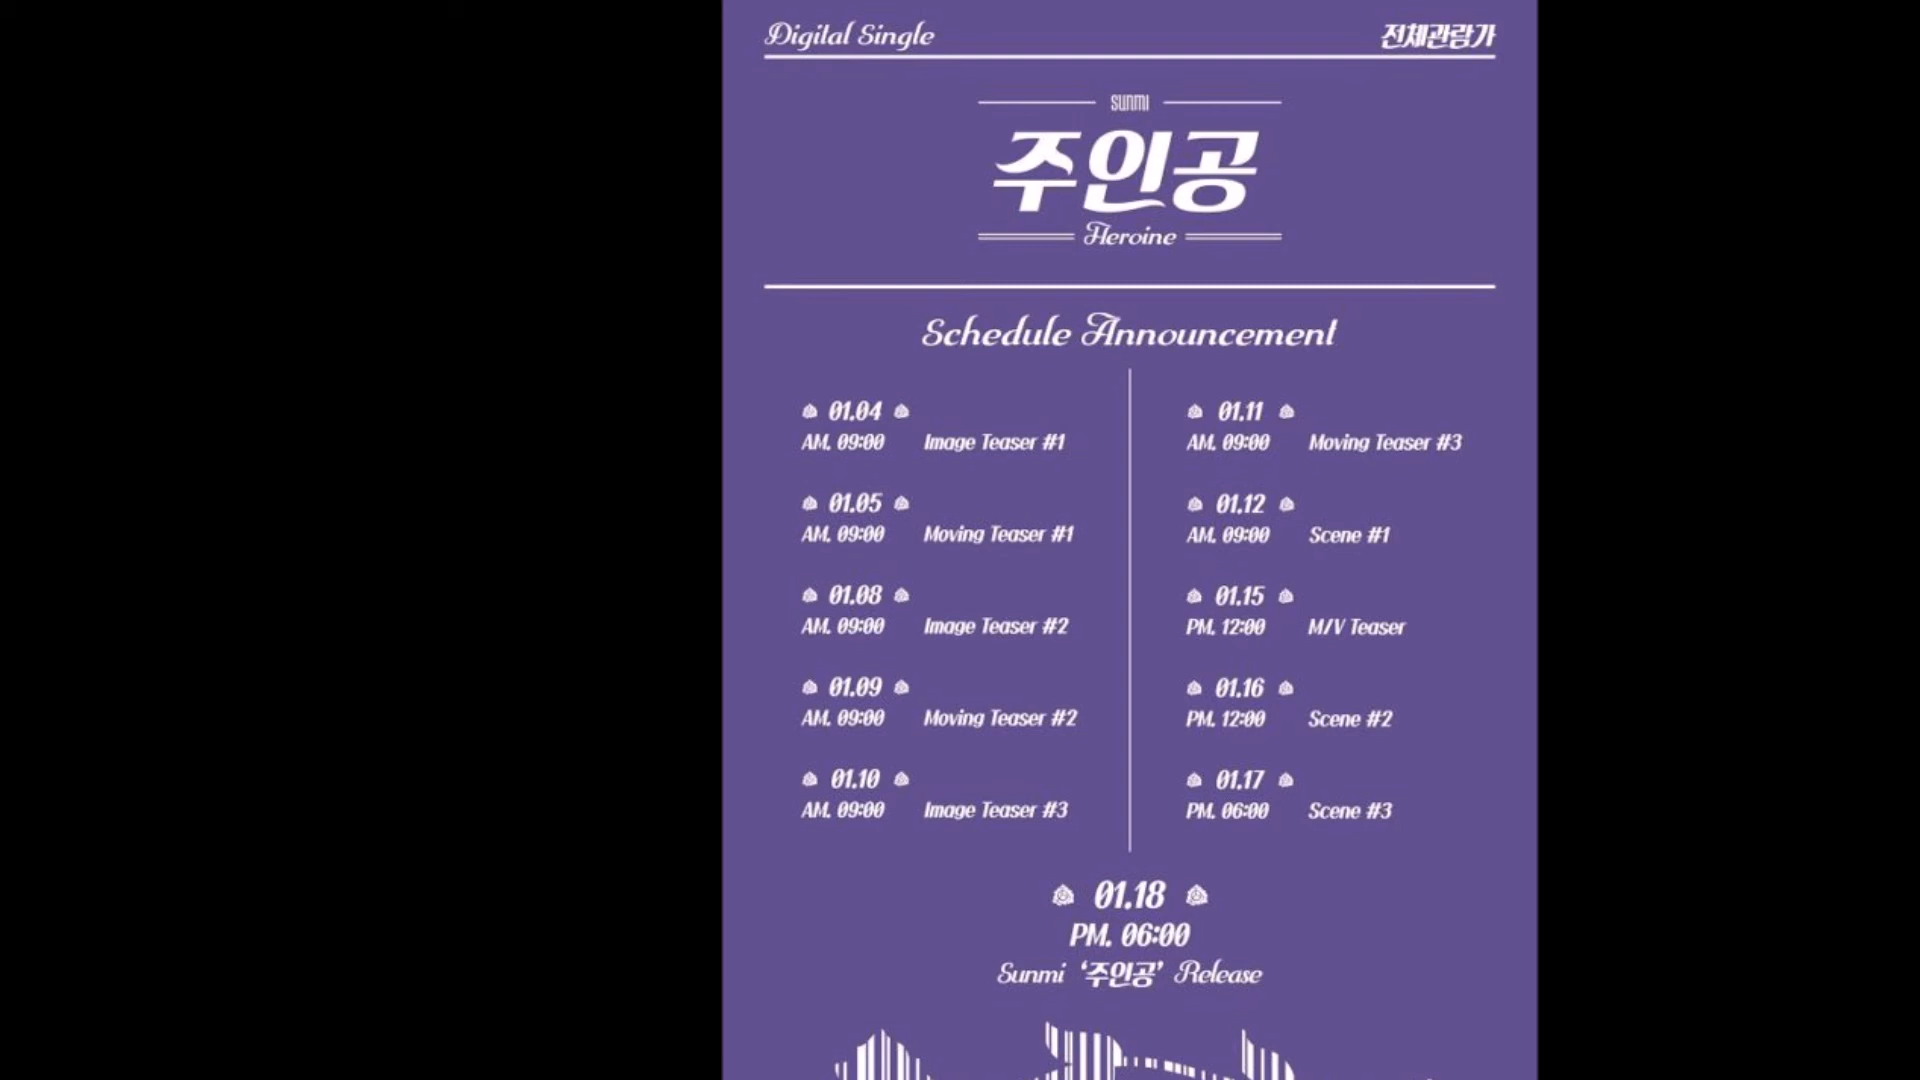 Digital Single
전체관람가
SUNMI
주인공
Heroine
Schedule Announcement
01.04
AM. 09:00 Image Teaser #1
01.05
AM. 09:00 Moving Teaser #1
01.08
AM. 09:00 Image Teaser #2
01.09
AM. 09:00 Moving Teaser #2
01.10
AM. 09:00 Image Teaser #3
01.11
AM. 09:00 Moving Teaser #3
01.12
AM. 09:00 Scene #1
01.15
PM. 12:00 M/V Teaser
01.16
PM. 12:00 Scene #2
01.17
PM. 06:00 Scene #3
01.18
PM. 06:00
Sunmi ‘주인공’ Release